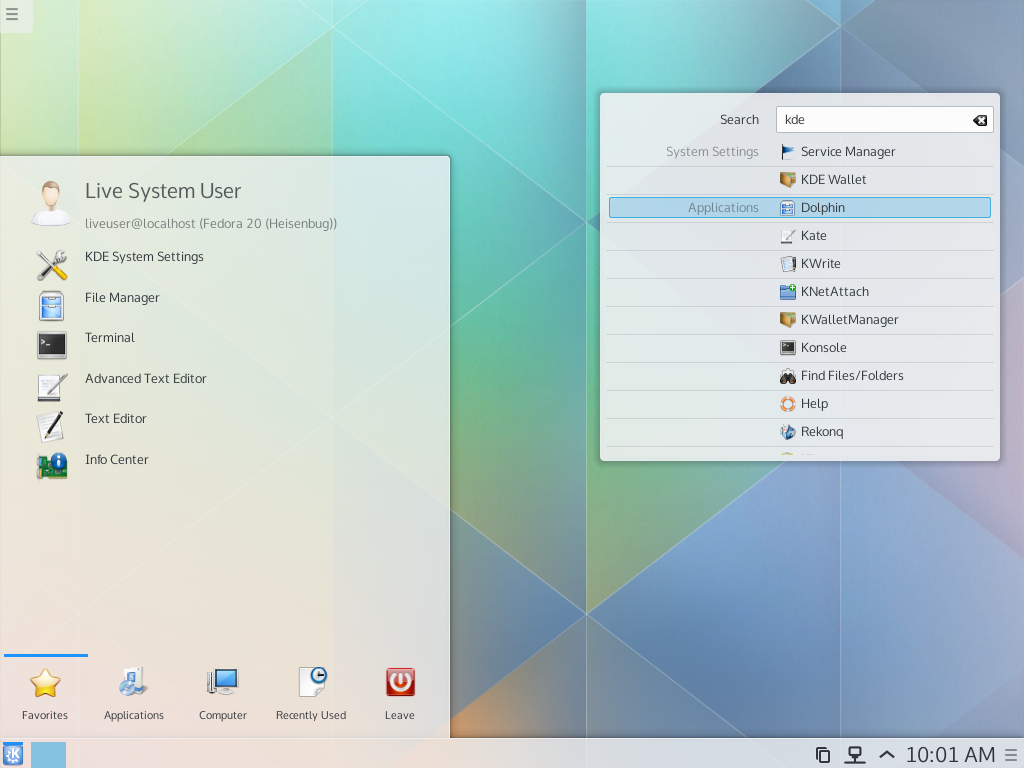 Live System User
liveuser@localhost (Fedora 20 (Heisenbug))
KDE System Settings
File Manager
Terminal
Advanced Text Editor
Text Editor
Info Center
Favorites
Applications
Computer
Recently Used
Leave
Search kde
System Settings Service Manager
KDE Wallet
Applications Dolphin
Kate
KWrite
KNetAttach
KWalletManager
Konsole
Find Files/Folders
Help
Rekonq
10:01 AM